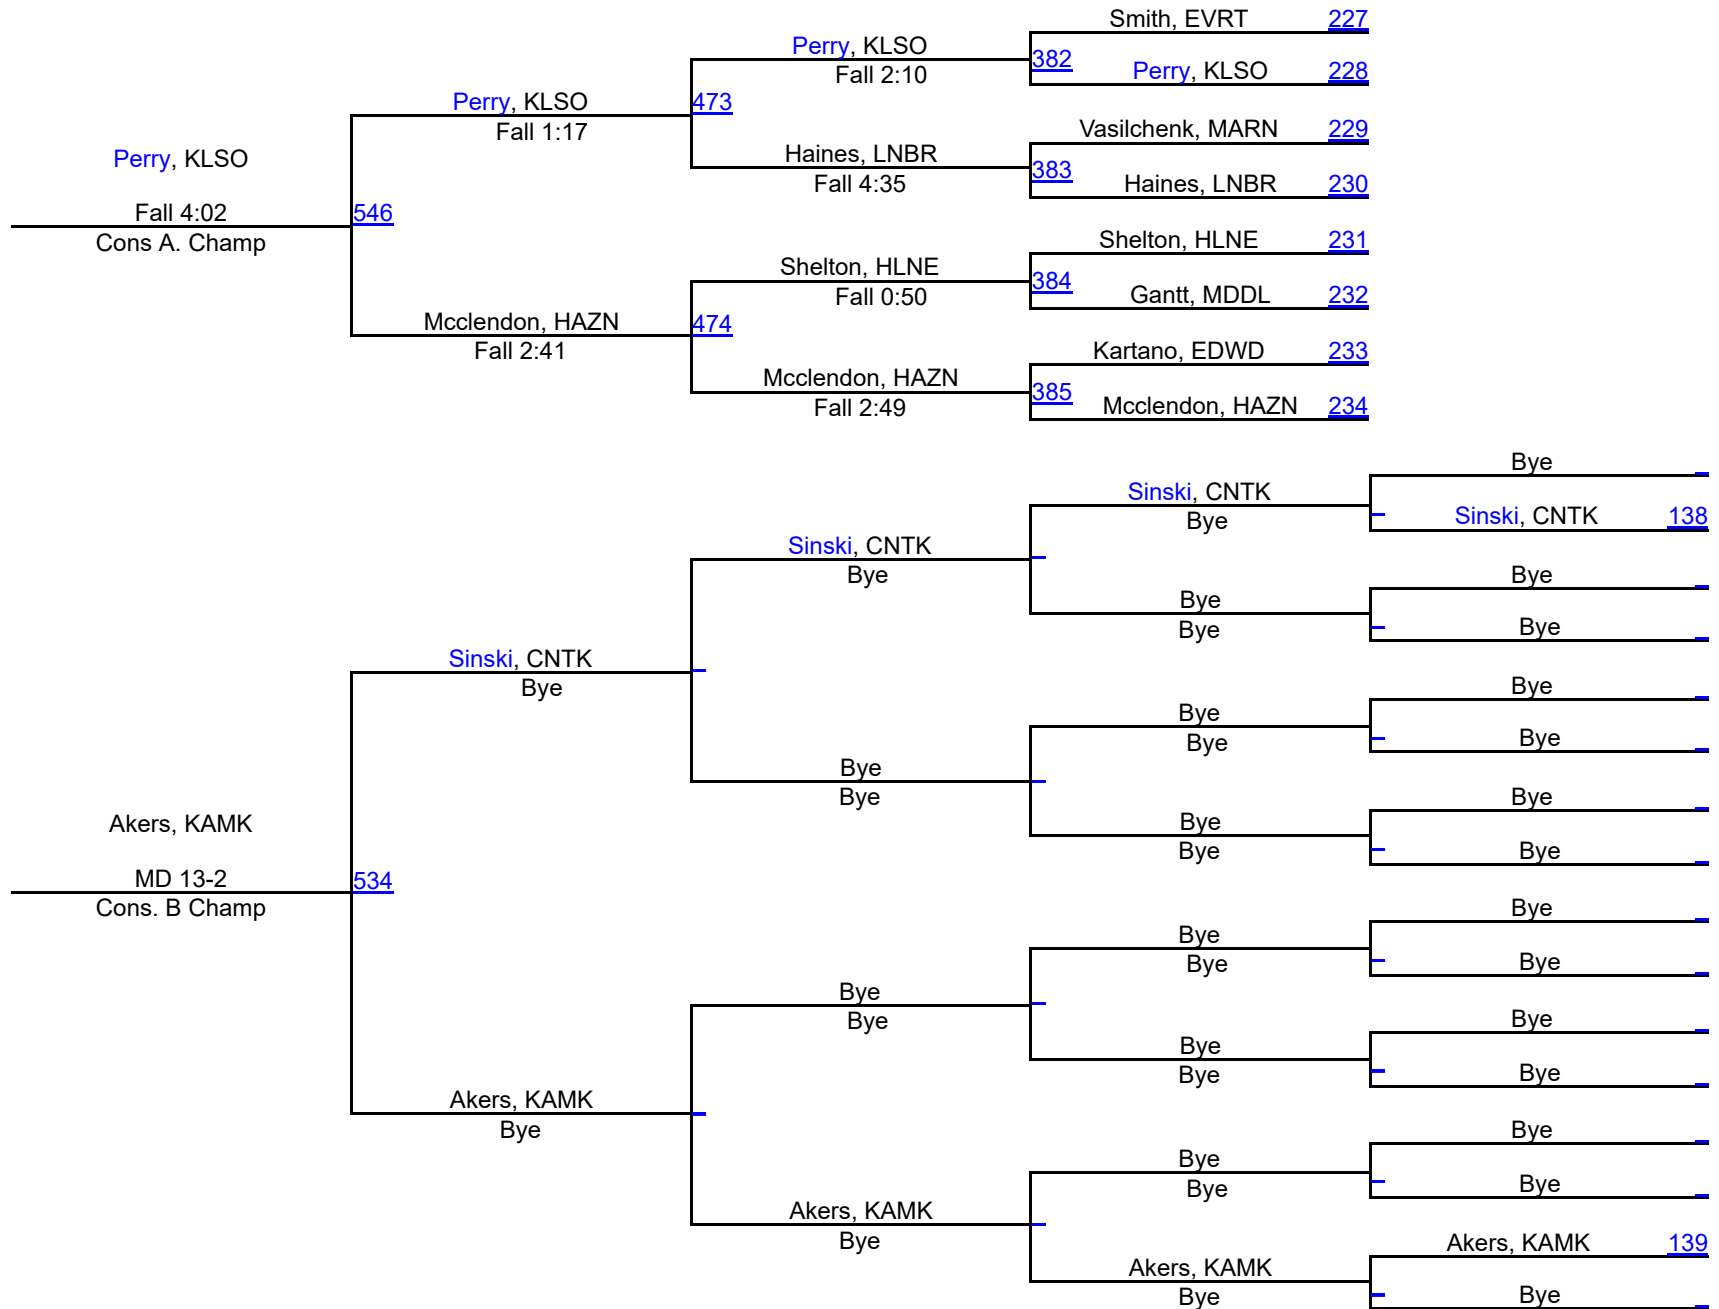 Smith, EVRT 227
Perry, KLSO
382
Fall 2:10
Perry, KLSO 228
Perry, KLSO
473
Fall 1:17
Vasilchenk, MARN 229
Perry, KLSO
Haines, LNBR
383
Fall 4:35
Haines, LNBR 230
Fall 4:02
546
Cons A. Champ
Shelton, HLNE 231
Shelton, HLNE
384
Fall 0:50
Gantt, MDDL 232
Mcclendon, HAZN
474
Fall 2:41
Kartano, EDWD 233
Mcclendon, HAZN
385
Fall 2:49
Mcclendon, HAZN 234
Bye
Sinski, CNTK
Bye
Sinski, CNTK 138
Sinski, CNTK
Bye
Bye
Bye
Bye
Bye
Sinski, CNTK
Bye
Bye
Bye
Bye
Bye
Bye
Bye
Bye
Bye
Bye
Bye
Akers, KAMK
MD 13-2
534
Cons. B Champ
Bye
Bye
Bye
Bye
Bye
Bye
Bye
Bye
Bye
Bye
Akers, KAMK
Bye
Bye
Bye
Bye
Bye
Akers, KAMK
Bye
Akers, KAMK 139
Akers, KAMK
Bye
Bye